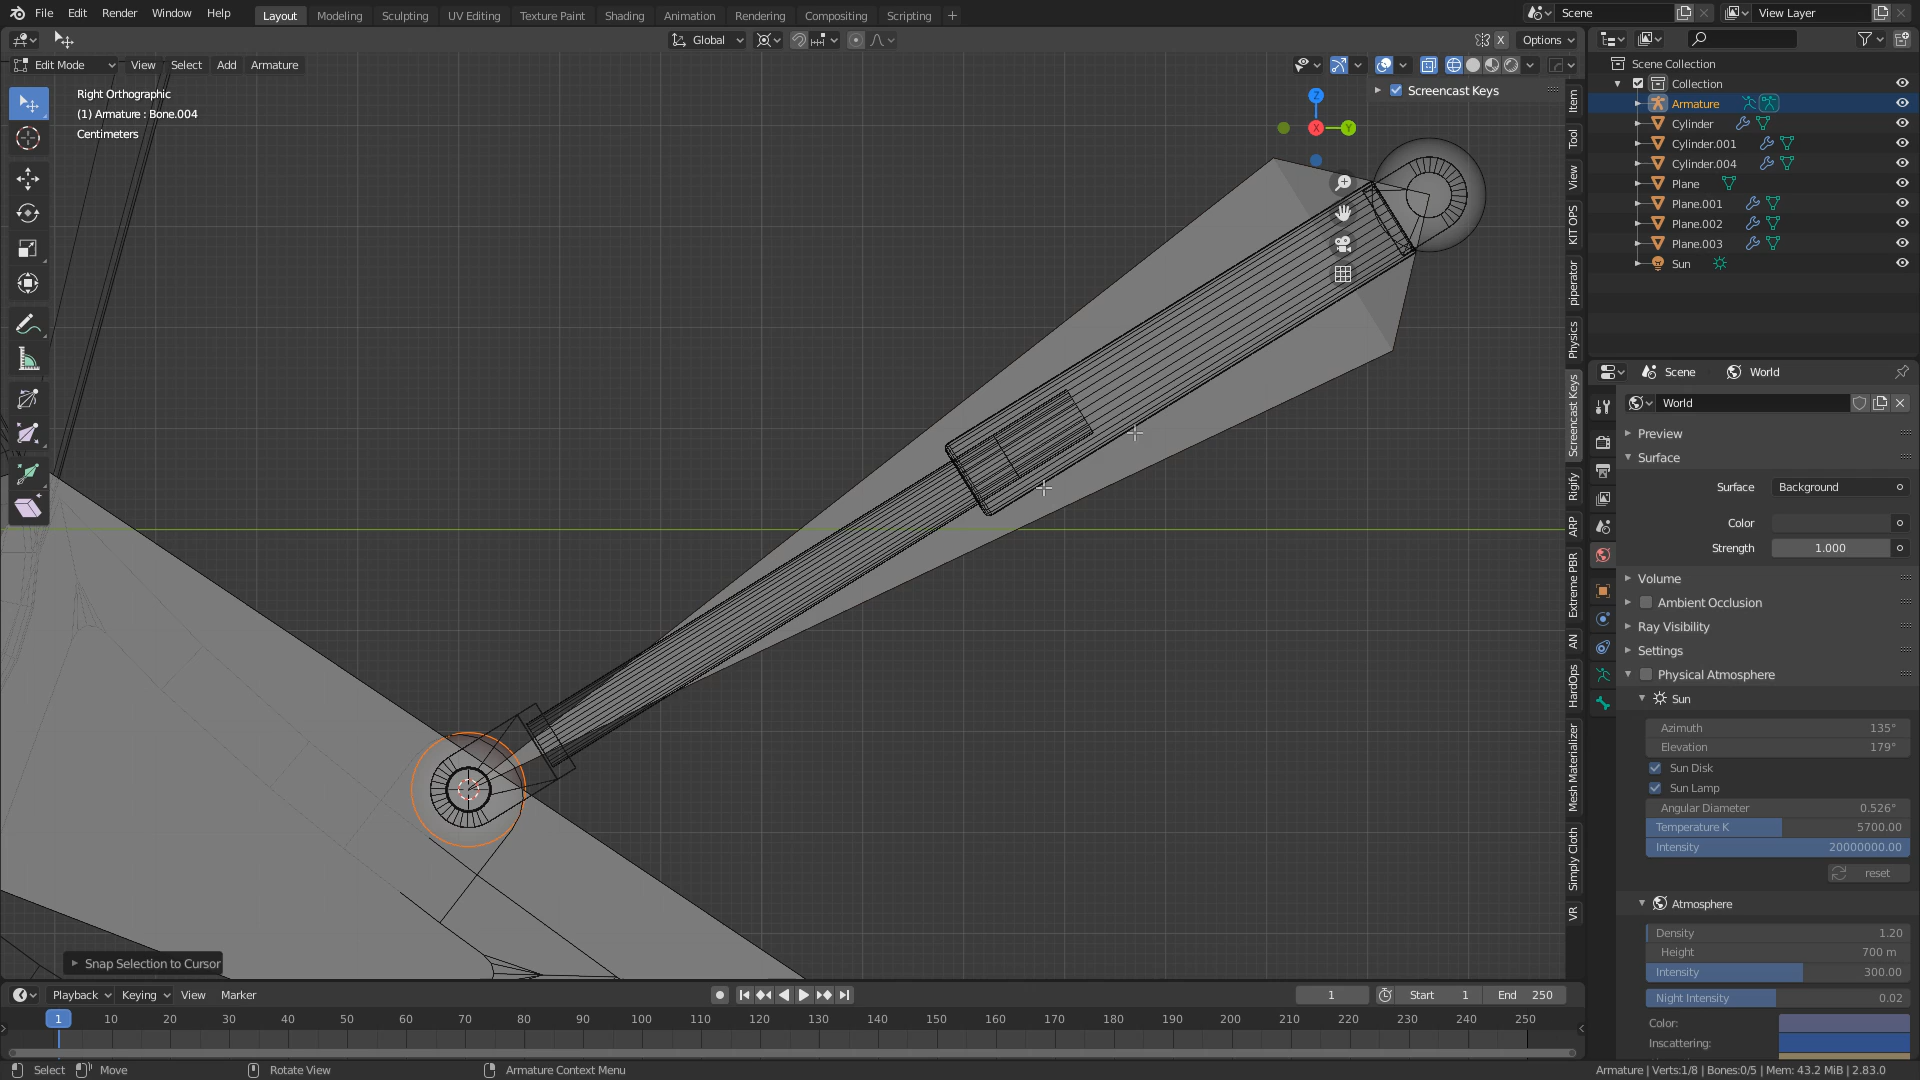 File Edit Render Window Help Layout Modeling Sculpting UV Editing Texture Paint Shading Animation Rendering Compositing Scripting + Scene View Layer
Global X Options
Edit Mode View Select Add Armature
Right Orthographic
(1) Armature : Bone.004
Centimeters
Screencast Keys
Z
X
Y
Item
Tool
View
KIT OPS
piperator
Physics
Screencast Keys
Rigify
ARP
Extreme PBR
AN
HardOps
Mesh Materializer
Simply Cloth
VR
Snap Selection to Cursor
Scene Collection
Collection
Armature
Cylinder
Cylinder.001
Cylinder.004
Plane
Plane.001
Plane.002
Plane.003
Sun
Scene World
World
Preview
Surface
Surface Background
Color
Strength 1.000
Volume
Ambient Occlusion
Ray Visibility
Settings
Physical Atmosphere
Sun
Azimuth 135°
Elevation 179°
Sun Disk
Sun Lamp
Angular Diameter 0.526°
Temperature K 5700.00
Intensity 20000000.00
reset
Atmosphere
Density 1.20
Height 700 m
Intensity 300.00
Night Intensity 0.02
Color:
Inscattering:
Playback Keying View Marker 1 Start 1 End 250
1 10 20 30 40 50 60 70 80 90 100 110 120 130 140 150 160 170 180 190 200 210 220 230 240 250
Select Move Rotate View Armature Context Menu Armature | Verts:1/8 | Bones:0/5 | Mem: 43.2 MiB | 2.83.0